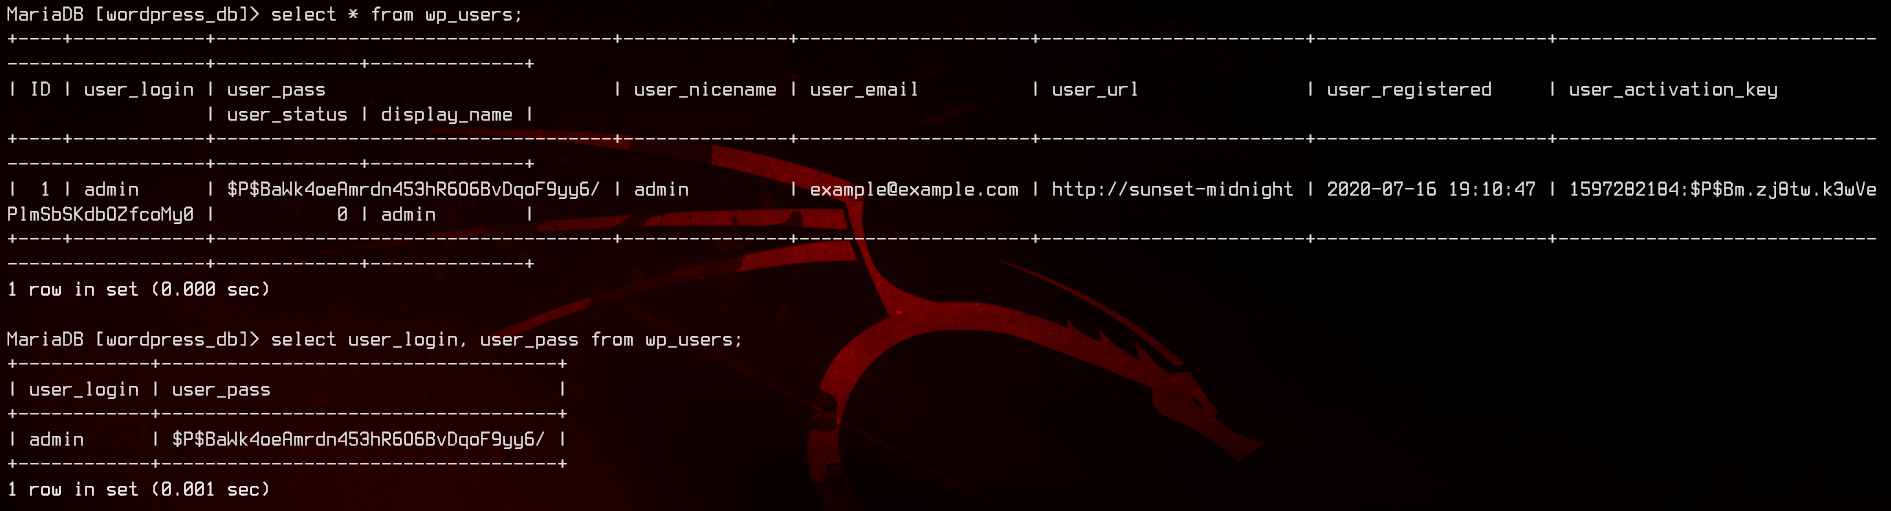 MariaDB [wordpress_db]> select * from wp_users;
+----+------------+------------------------------------+---------------+----------------------+------------------------+---------------------+-----------------------------
-------------------+-------------+--------------+
| ID | user_login | user_pass                          | user_nicename | user_email         | user_url               | user_registered     | user_activation_key
                   | user_status | display_name |
+----+------------+------------------------------------+---------------+----------------------+------------------------+---------------------+-----------------------------
-------------------+-------------+--------------+
|  1 | admin      | $P$BaWk4oeAmrdn453hR6O6BvDqoF9yy6/ | admin         | example@example.com | http://sunset-midnight | 2020-07-16 19:10:47 | 1597282184:$P$Bm.zj8tw.k3wVe
PlmSbSKdbOZfcoMy0 |           0 | admin        |
+----+------------+------------------------------------+---------------+----------------------+------------------------+---------------------+-----------------------------
-------------------+-------------+--------------+
1 row in set (0.000 sec)
MariaDB [wordpress_db]> select user_login, user_pass from wp_users;
+------------+------------------------------------+
| user_login | user_pass                          |
+------------+------------------------------------+
| admin      | $P$BaWk4oeAmrdn453hR6O6BvDqoF9yy6/ |
+------------+------------------------------------+
1 row in set (0.001 sec)